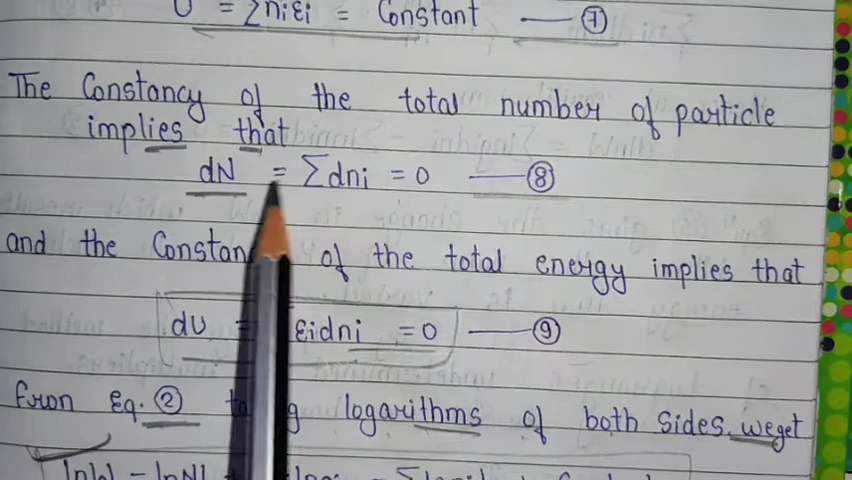 U = Σniεi = Constant —— ⑦
The Constancy of the total number of particle
implies that
dN = Σdni = 0 —— ⑧
and the of the total energy implies that
dU = εidni = 0 —— ⑨
from Eq. ② logarithms of both sides. weget